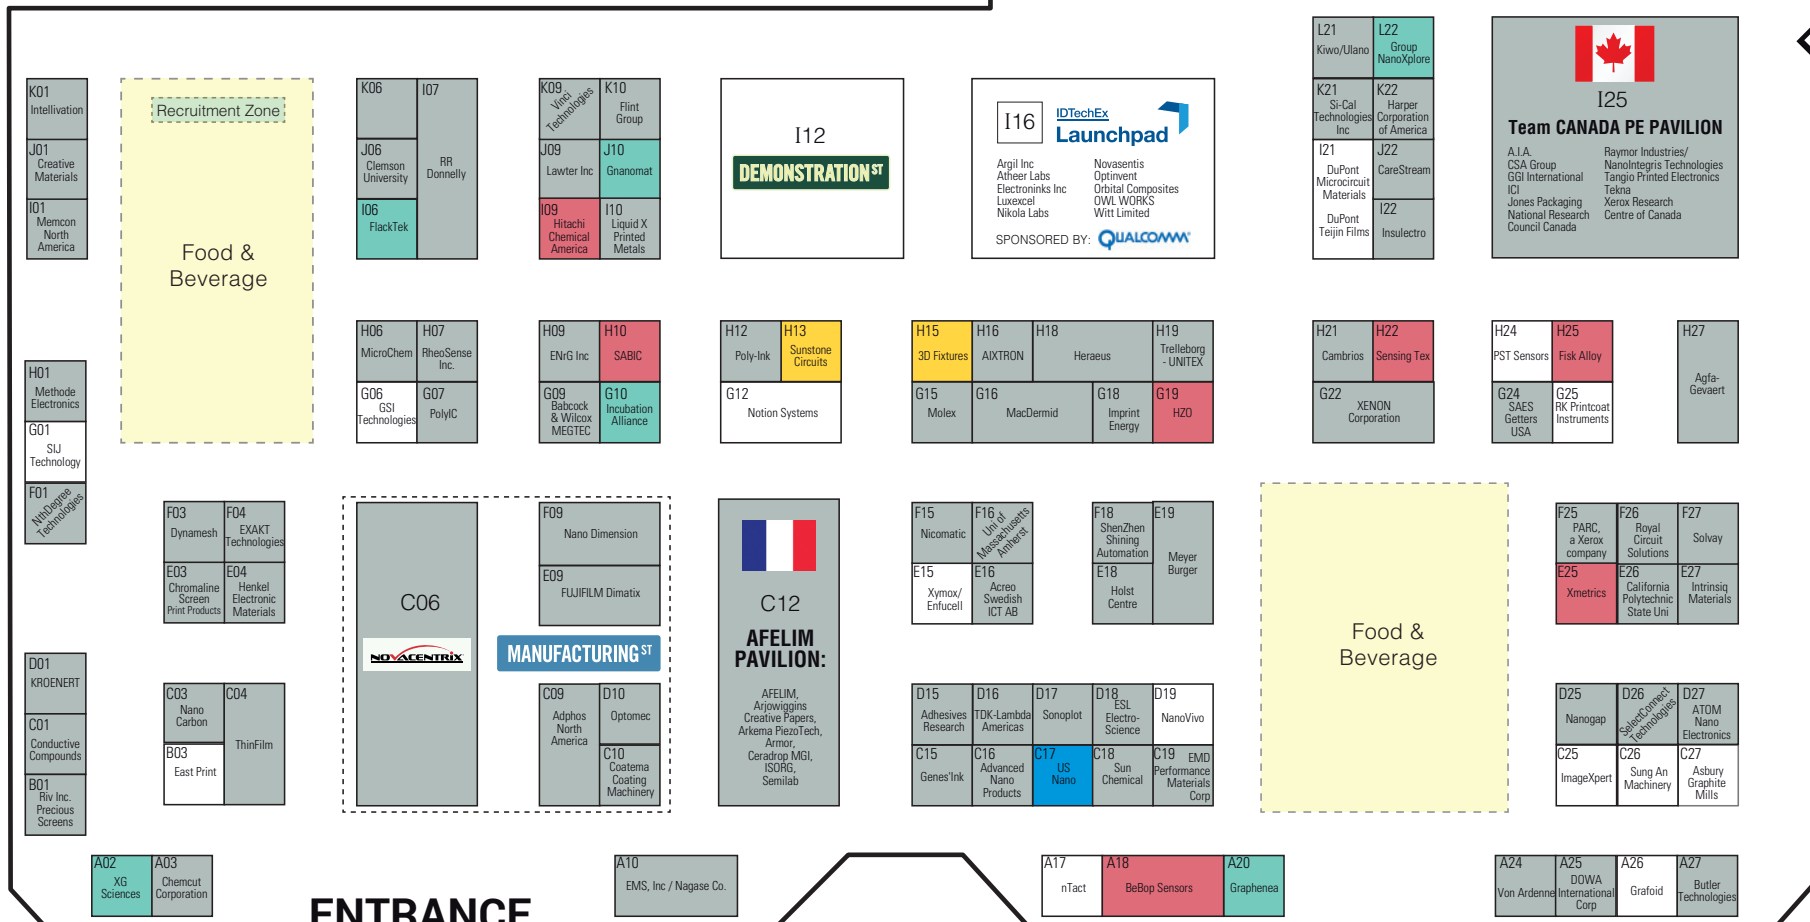 K01
Intellivation
J01
Creative
Materials
I01
Memcon
North
America
Recruitment Zone
Food &
Beverage
K06
I07
RR
Donnelly
J06
Clemson
University
I06
FlackTek
K09
Vinci
Technologies
K10
Flint
Group
J09
Lawter Inc
J10
Gnanomat
I09
Hitachi
Chemical
America
I10
Liquid X
Printed
Metals
I12
DEMONSTRATION ST
I16
IDTechEx
Launchpad
Argil Inc
Atheer Labs
Electroninks Inc
Luxexcel
Nikola Labs
Novasentis
Optinvent
Orbital Composites
OWL WORKS
Witt Limited
SPONSORED BY: QUALCOMM
L21
Kiwo/Ulano
L22
Group
NanoXplore
K21
Si-Cal
Technologies
Inc
K22
Harper
Corporation
of America
I21
DuPont
Microcircuit
Materials
DuPont
Teijin Films
J22
CareStream
I22
Insulectro
I25
Team CANADA PE PAVILION
A.I.A.
CSA Group
GGI International
ICI
Jones Packaging
National Research
Council Canada
Raymor Industries/
NanoIntegris Technologies
Tangio Printed Electronics
Tekna
Xerox Research
Centre of Canada
H01
Methode
Electronics
G01
SIJ
Technology
F01
NthDegree
Technologies
H06
MicroChem
H07
RheoSense
Inc.
G06
GSI
Technologies
G07
PolyIC
H09
ENrG Inc
H10
SABIC
G09
Babcock
& Wilcox
MEGTEC
G10
Incubation
Alliance
H12
Poly-Ink
H13
Sunstone
Circuits
G12
Notion Systems
H15
3D Fixtures
H16
AIXTRON
H18
Heraeus
H19
Trelleborg
- UNITEX
G15
Molex
G16
MacDermid
G18
Imprint
Energy
G19
HZO
H21
Cambrios
H22
Sensing Tex
G22
XENON
Corporation
H24
PST Sensors
H25
Fisk Alloy
G24
SAES
Getters
USA
G25
RK Printcoat
Instruments
H27
Agfa-
Gevaert
F03
Dynamesh
F04
EXAKT
Technologies
E03
Chromaline
Screen
Print Products
E04
Henkel
Electronic
Materials
C06
NOVACENTRIX
F09
Nano Dimension
E09
FUJIFILM Dimatix
MANUFACTURING ST
C09
Adphos
North
America
D10
Optomec
C10
Coatema
Coating
Machinery
C12
AFELIM
PAVILION:
AFELIM,
Arjowiggins
Creative Papers,
Arkema PiezoTech,
Armor,
Ceradrop MGI,
ISORG,
Semilab
F15
Nicomatic
F16
Uni of
Massachusetts
Amherst
E15
Xymox/
Enfucell
E16
Acreo
Swedish
ICT AB
F18
ShenZhen
Shining
Automation
E19
Meyer
Burger
E18
Holst
Centre
Food &
Beverage
F25
PARC,
a Xerox
company
F26
Royal
Circuit
Solutions
F27
Solvay
E25
Xmetrics
E26
California
Polytechnic
State Uni
E27
Intrinsiq
Materials
D01
KROENERT
C01
Conductive
Compounds
B01
Riv Inc.
Precious
Screens
C03
Nano
Carbon
C04
ThinFilm
B03
East Print
D15
Adhesives
Research
D16
TDK-Lambda
Americas
D17
Sonoplot
D18
ESL
Electro-
Science
D19
NanoVivo
C15
Genes'Ink
C16
Advanced
Nano
Products
C17
US
Nano
C18
Sun
Chemical
C19 EMD
Performance
Materials
Corp
D25
Nanogap
D26
SelectConnect
Technologies
D27
ATOM
Nano
Electronics
C25
ImageXpert
C26
Sung An
Machinery
C27
Asbury
Graphite
Mills
A02
XG
Sciences
A03
Chemcut
Corporation
ENTRANCE
A10
EMS, Inc / Nagase Co.
A17
nTact
A18
BeBop Sensors
A20
Graphenea
A24
Von Ardenne
A25
DOWA
International
Corp
A26
Grafoid
A27
Butler
Technologies